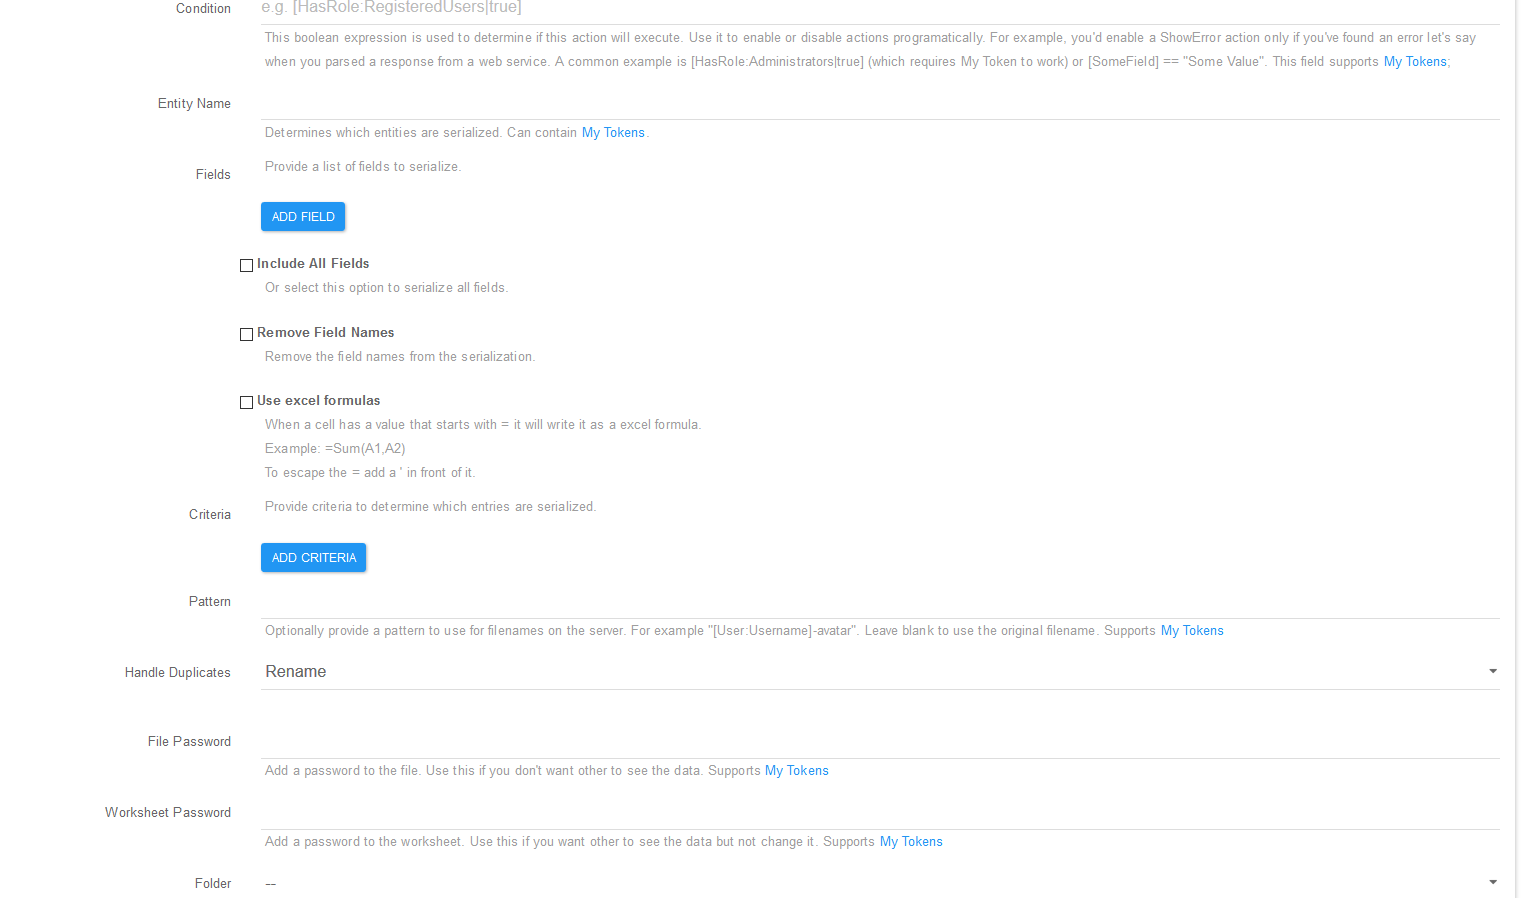 Condition
e.g. [HasRole:RegisteredUsers|true]
This boolean expression is used to determine if this action will execute. Use it to enable or disable actions programatically. For example, you'd enable a ShowError action only if you've found an error let's say
when you parsed a response from a web service. A common example is [HasRole:Administrators|true] (which requires My Token to work) or [SomeField] == "Some Value". This field supports My Tokens;
Entity Name
Determines which entities are serialized. Can contain My Tokens.
Fields
Provide a list of fields to serialize.
ADD FIELD
Include All Fields
Or select this option to serialize all fields.
Remove Field Names
Remove the field names from the serialization.
Use excel formulas
When a cell has a value that starts with = it will write it as a excel formula.
Example: =Sum(A1,A2)
To escape the = add a ' in front of it.
Criteria
Provide criteria to determine which entries are serialized.
ADD CRITERIA
Pattern
Optionally provide a pattern to use for filenames on the server. For example "[User:Username]-avatar". Leave blank to use the original filename. Supports My Tokens
Handle Duplicates
Rename
File Password
Add a password to the file. Use this if you don't want other to see the data. Supports My Tokens
Worksheet Password
Add a password to the worksheet. Use this if you want other to see the data but not change it. Supports My Tokens
Folder
--